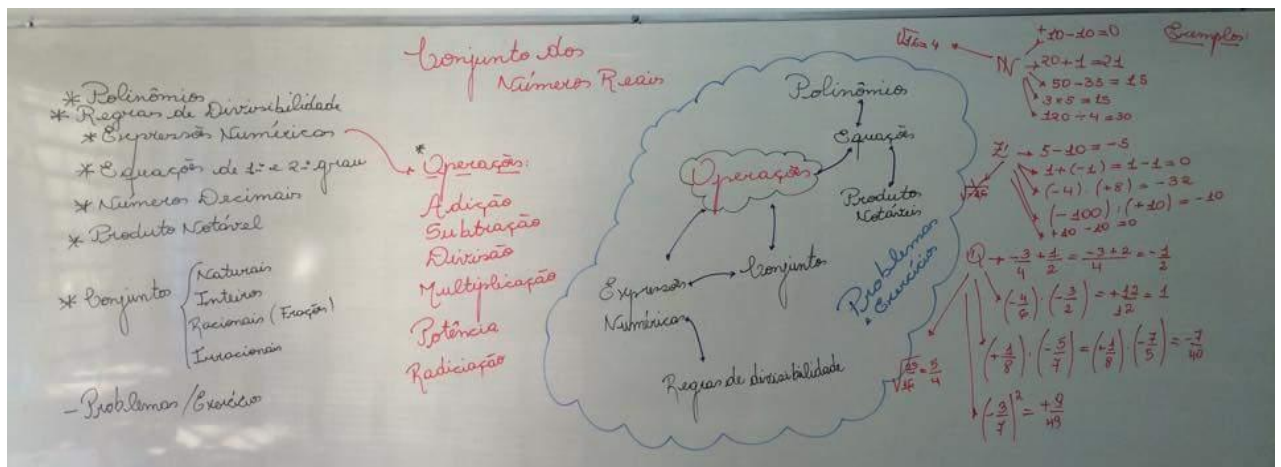 Conjunto dos
Números Reais
* Polinômios
* Regras de Divisibilidade
* Expressões Numéricas
* Equações de 1º e 2º grau
* Números Decimais
* Produto Notável
* Conjuntos
Naturais
Inteiros
Racionais (Frações)
Irracionais
- Problemas/Exercícios
* Operações:
Adição
Subtração
Divisão
Multiplicação
Potência
Radiciação
Polinômios
Equações
Operações
Produtos
Notáveis
Conjuntos
Expressões
Numéricas
Regras de divisibilidade
Problemas
Exercícios
Exemplos:
√16=4
N
+10-10=0
20+1=21
50-35=15
3×5=15
120÷4=30
Z
5-10=-5
1+(-1)=1-1=0
(-4).(+8)=-32
(-100):(+10)=-10
+10-10=0
Q
-3/4+1/2=-3+2/4=-1/2
·(-3/2)=+12/12=1
(+1/8):(-5/7)=(+1/8)·(-7/5)=-7/40
√25/16=5/4
(-3/7)²=+9/49